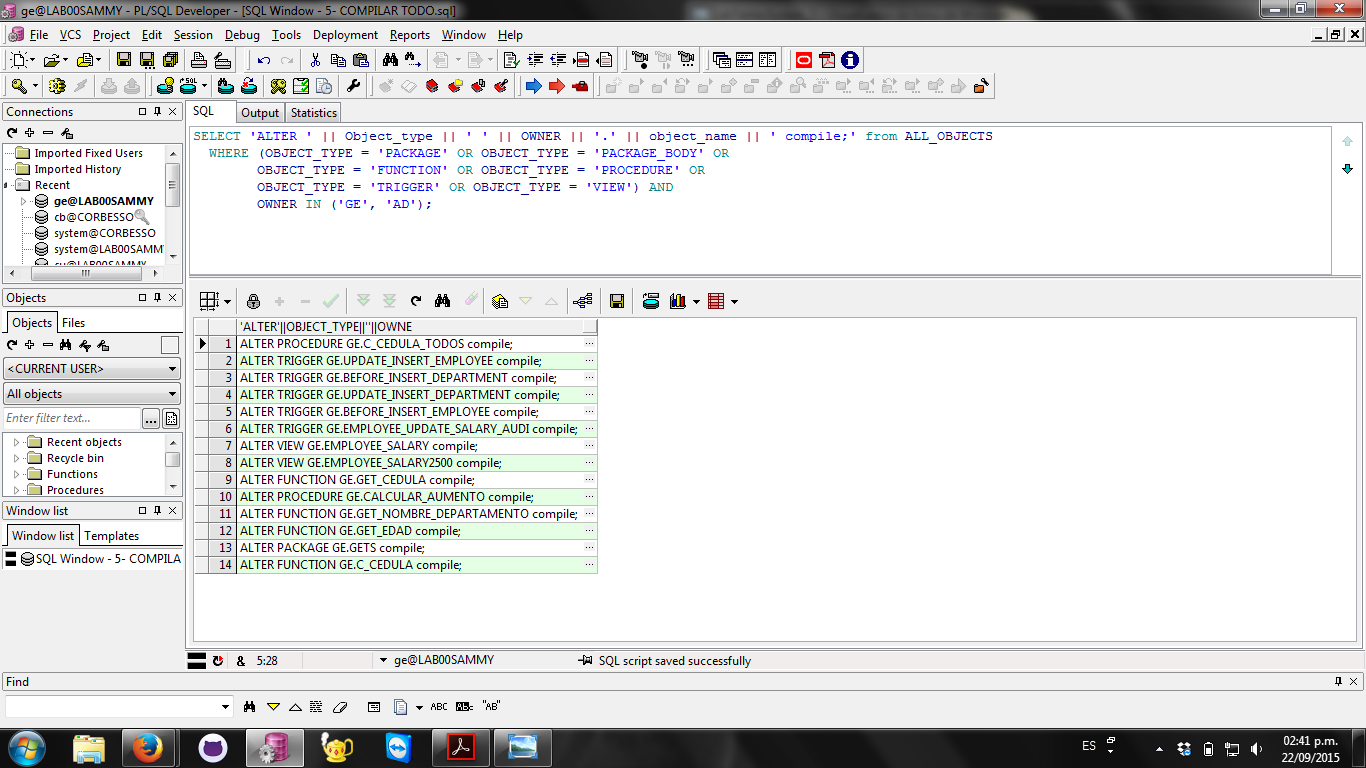 ge@LAB00SAMMY - PL/SQL Developer - [SQL Window - 5- COMPILAR TODO.sql]
File VCS Project Edit Session Debug Tools Deployment Reports Window Help
Connections
Imported Fixed Users
Imported History
Recent
ge@LAB00SAMMY
cb@CORBESSO
system@CORBESSO
system@LAB00SAMM
Objects
Objects Files
<CURRENT USER>
All objects
Enter filter text...
Recent objects
Recycle bin
Functions
Procedures
Window list
Window list Templates
SQL Window - 5- COMPILA
SQL Output Statistics
SELECT 'ALTER ' || Object_type || ' ' || OWNER || '.' || object_name || ' compile;' from ALL_OBJECTS
WHERE (OBJECT_TYPE = 'PACKAGE' OR OBJECT_TYPE = 'PACKAGE_BODY' OR
OBJECT_TYPE = 'FUNCTION' OR OBJECT_TYPE = 'PROCEDURE' OR
OBJECT_TYPE = 'TRIGGER' OR OBJECT_TYPE = 'VIEW') AND
OWNER IN ('GE', 'AD');
'ALTER'||OBJECT_TYPE||''||OWNE
1 ALTER PROCEDURE GE.C_CEDULA_TODOS compile;
2 ALTER TRIGGER GE.UPDATE_INSERT_EMPLOYEE compile;
3 ALTER TRIGGER GE.BEFORE_INSERT_DEPARTMENT compile;
4 ALTER TRIGGER GE.UPDATE_INSERT_DEPARTMENT compile;
5 ALTER TRIGGER GE.BEFORE_INSERT_EMPLOYEE compile;
6 ALTER TRIGGER GE.EMPLOYEE_UPDATE_SALARY_AUDI compile;
7 ALTER VIEW GE.EMPLOYEE_SALARY compile;
8 ALTER VIEW GE.EMPLOYEE_SALARY2500 compile;
9 ALTER FUNCTION GE.GET_CEDULA compile;
10 ALTER PROCEDURE GE.CALCULAR_AUMENTO compile;
11 ALTER FUNCTION GE.GET_NOMBRE_DEPARTAMENTO compile;
12 ALTER FUNCTION GE.GET_EDAD compile;
13 ALTER PACKAGE GE.GETS compile;
14 ALTER FUNCTION GE.C_CEDULA compile;
& 5:28 ge@LAB00SAMMY SQL script saved successfully
Find
ABC "AB"
ES 02:41 p.m.
22/09/2015